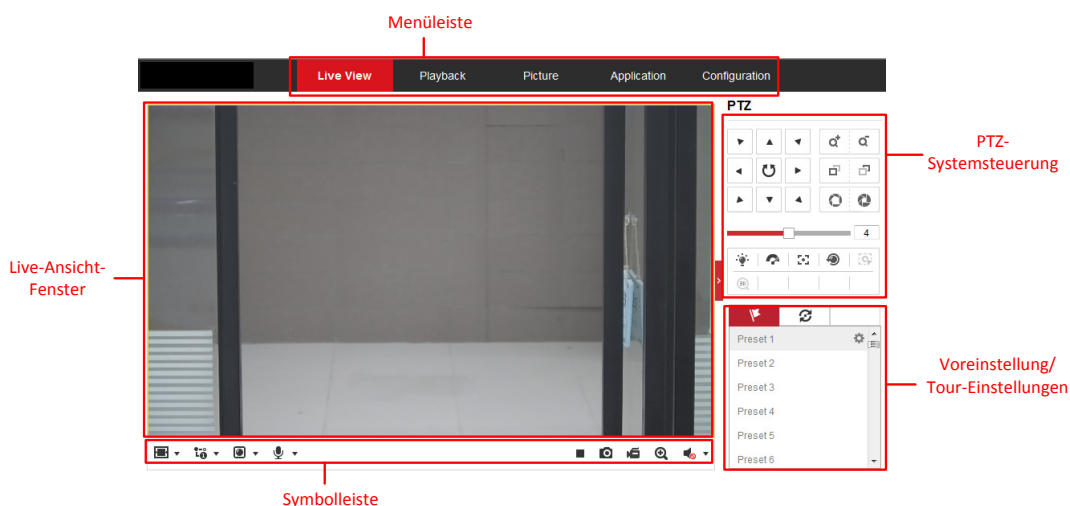 Menüleiste
Live View Playback Picture Application Configuration
PTZ
PTZ-
Systemsteuerung
4
Live-Ansicht-
Fenster
3D
Preset 1
Preset 2
Preset 3
Preset 4
Preset 5
Preset 6
Voreinstellung/
Tour-Einstellungen
Symbolleiste